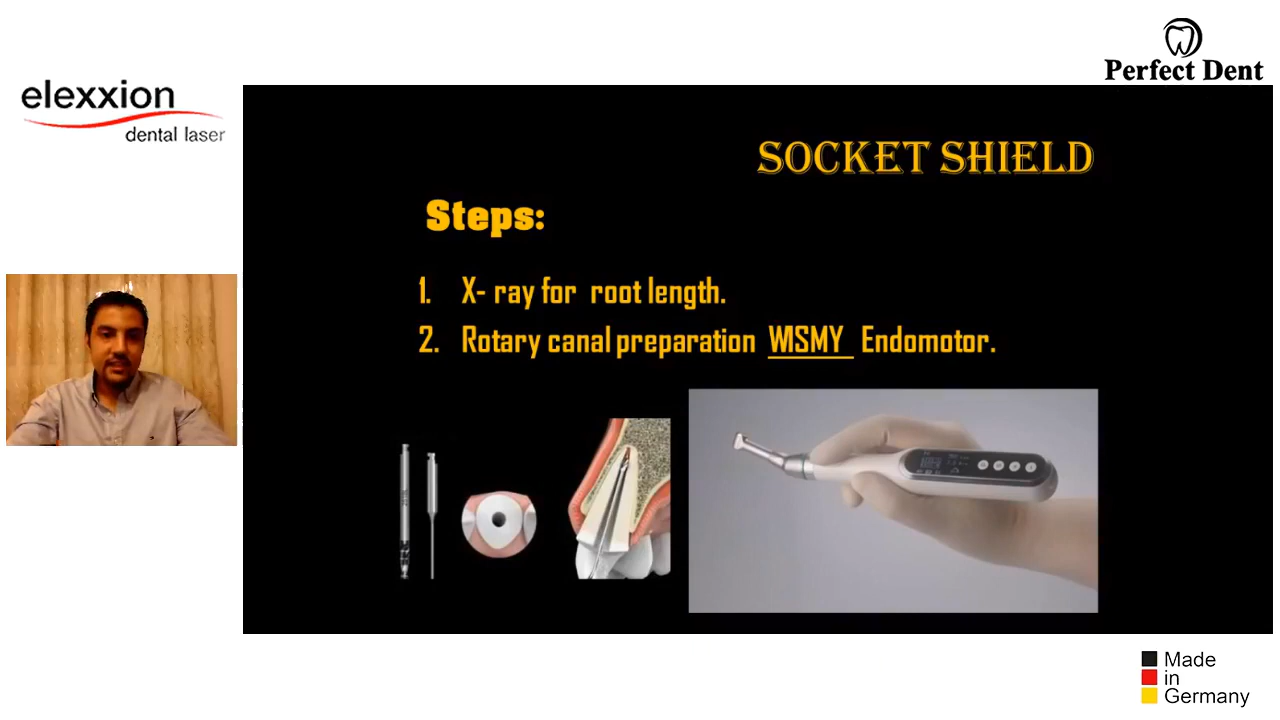 Perfect Dent
elexxion
dental laser
SOCKET SHIELD
Steps:
1. X- ray for root length.
2. Rotary canal preparation WISMY Endomotor.
Made
in
Germany